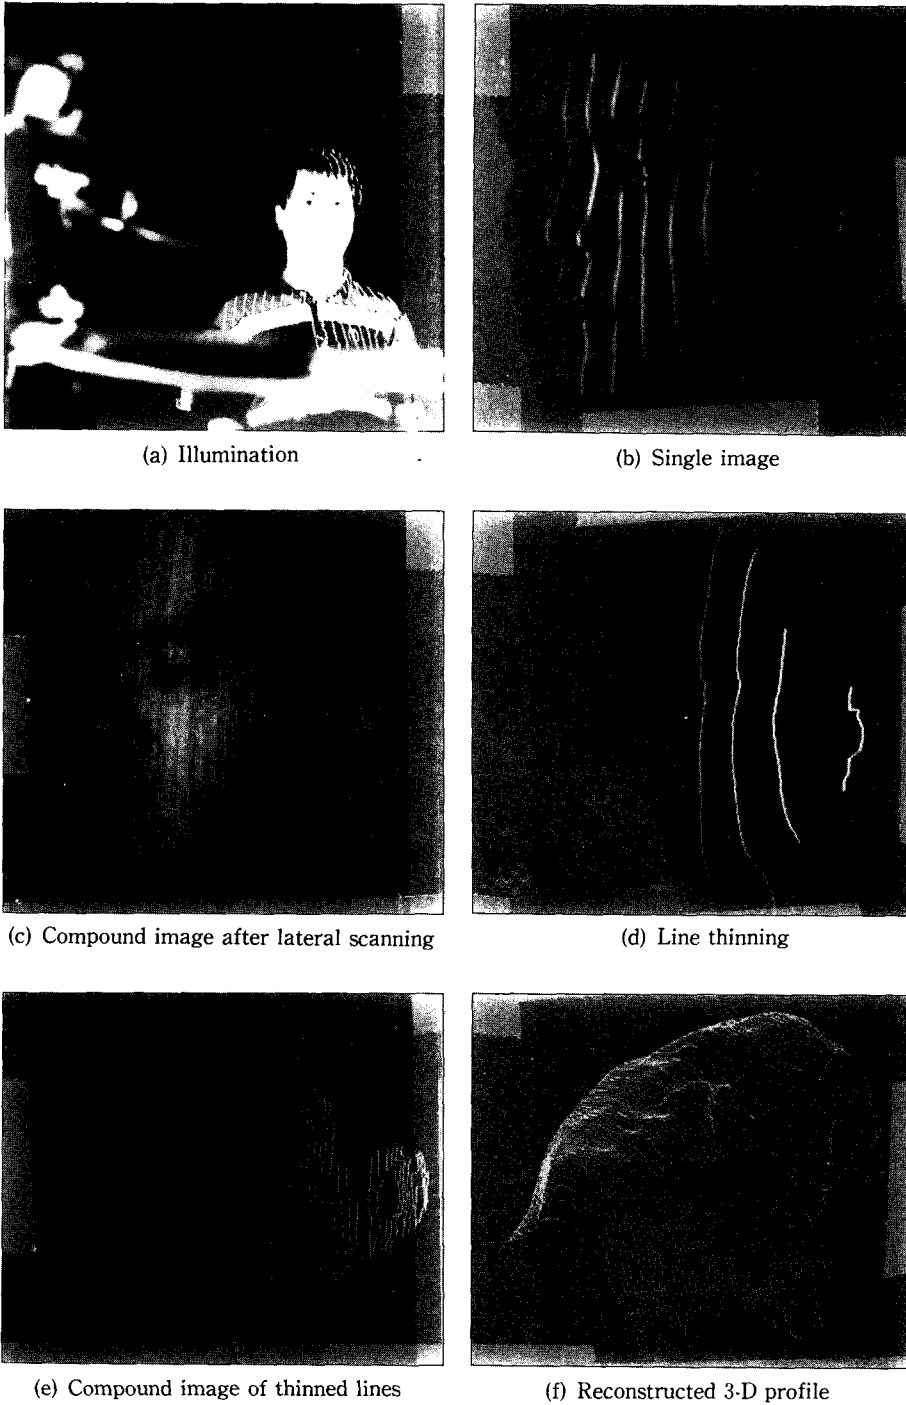 (a) Illumination
(b) Single image
(c) Compound image after lateral scanning
(d) Line thinning
(e) Compound image of thinned lines
(f) Reconstructed 3-D profile